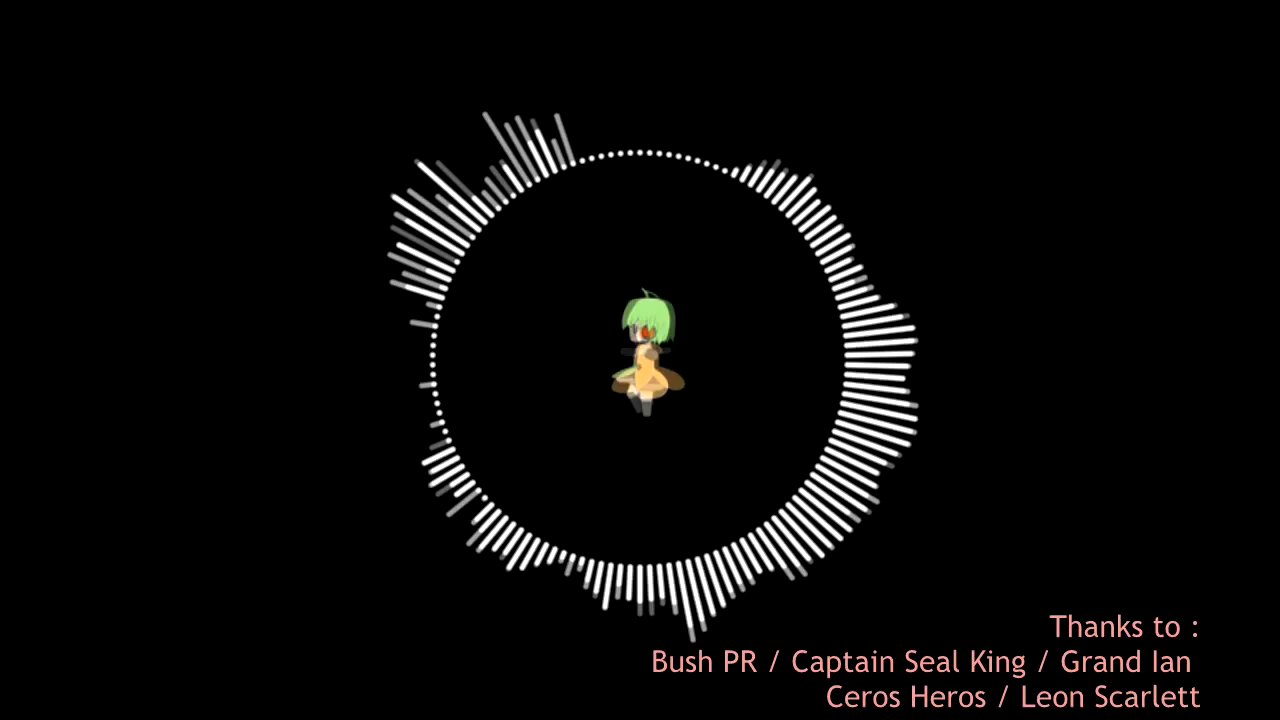 Thanks to :
Bush PR / Captain Seal King / Grand Ian
Ceros Heros / Leon Scarlett